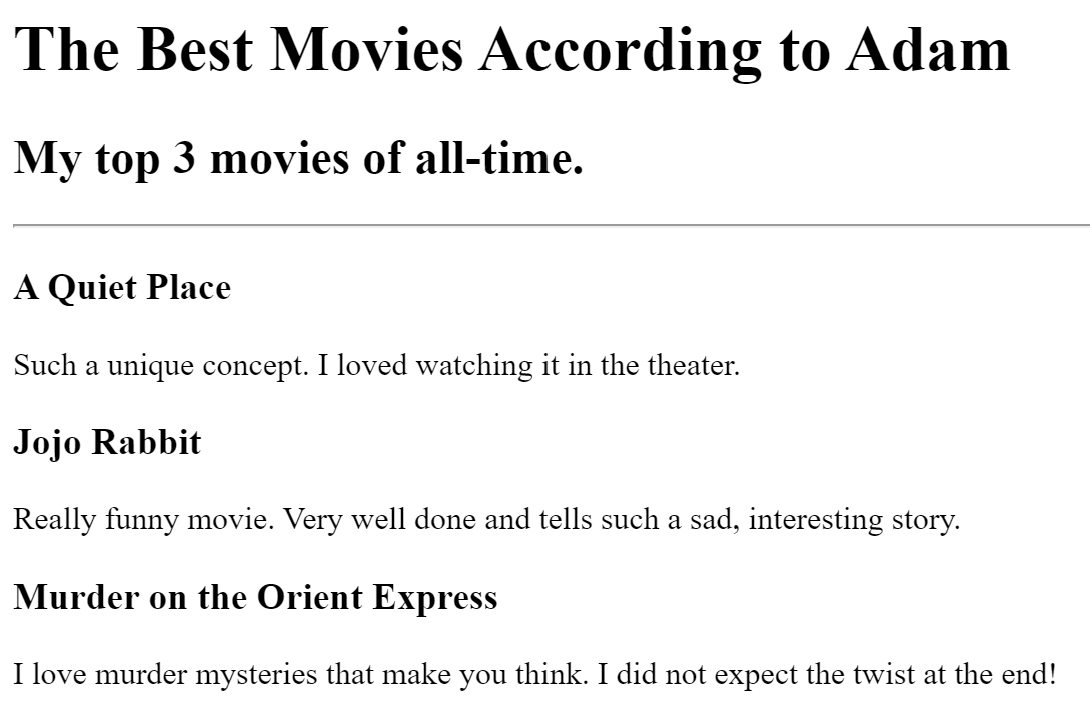 The Best Movies According to Adam
My top 3 movies of all-time.
A Quiet Place
Such a unique concept. I loved watching it in the theater.
Jojo Rabbit
Really funny movie. Very well done and tells such a sad, interesting story.
Murder on the Orient Express
I love murder mysteries that make you think. I did not expect the twist at the end!